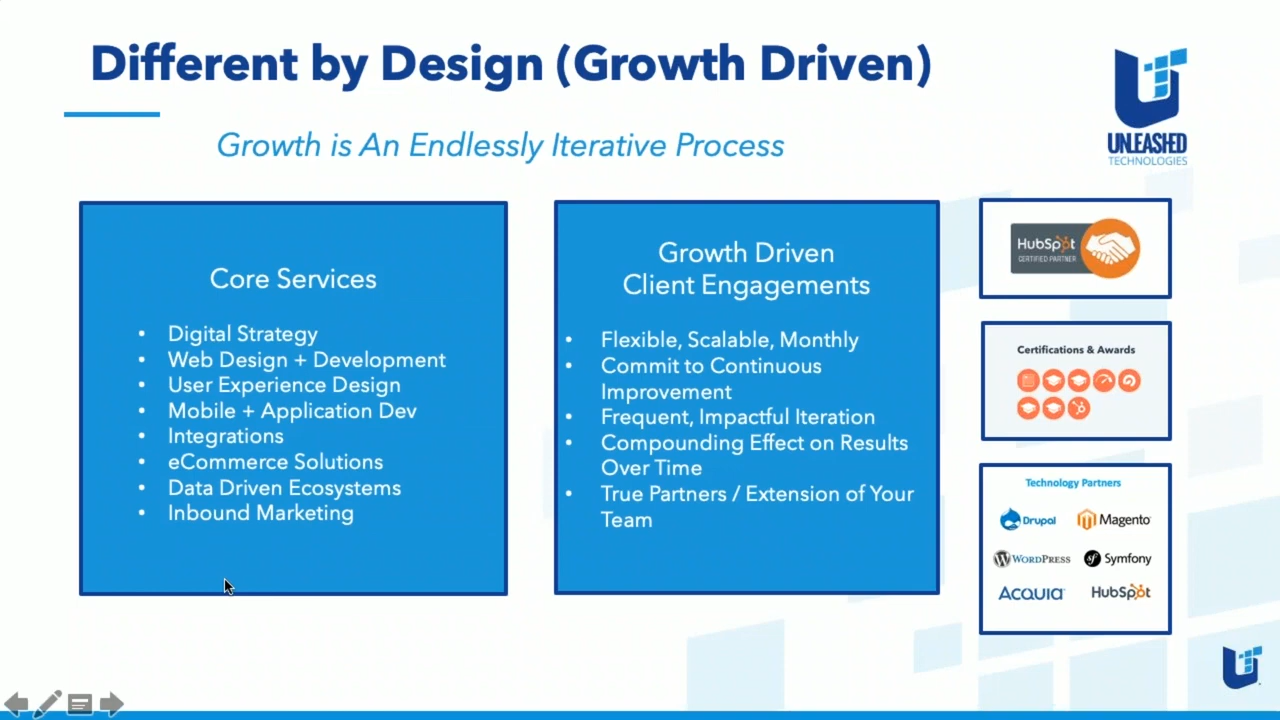 Different by Design (Growth Driven)
Growth is An Endlessly Iterative Process
UNLEASHED
TECHNOLOGIES
Core Services
• Digital Strategy
• Web Design + Development
• User Experience Design
• Mobile + Application Dev
• Integrations
• eCommerce Solutions
• Data Driven Ecosystems
• Inbound Marketing
Growth Driven
Client Engagements
• Flexible, Scalable, Monthly
• Commit to Continuous
Improvement
• Frequent, Impactful Iteration
• Compounding Effect on Results
Over Time
• True Partners / Extension of Your
Team
HubSpot
CERTIFIED PARTNER
Certifications & Awards
Technology Partners
Drupal
Magento
WORDPRESS
sf Symfony
ACQUIA
HubSpot